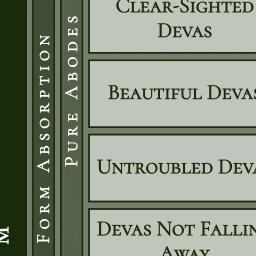 M
FORM ABSORPTION
PURE ABODES
CLEAR-SIGHTED
DEVAS
BEAUTIFUL DEVAS
UNTROUBLED DEVA
DEVAS NOT FALLIN
AWAY